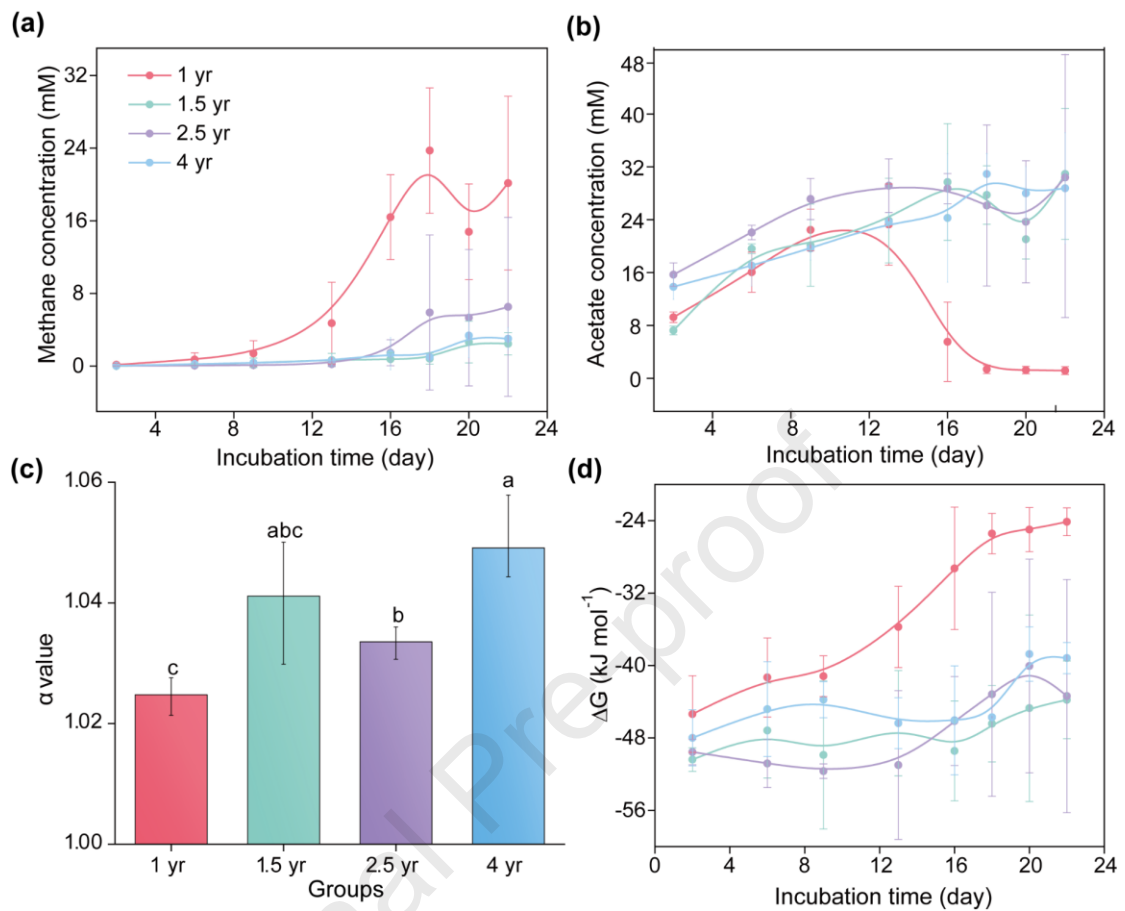 (a)
Methane concentration (mM)
32
24
16
8
0
1 yr
1.5 yr
2.5 yr
4 yr
4 8 12 16 20 24
Incubation time (day)
(b)
Acetate concentration (mM)
48
40
32
24
16
8
0
4 8 12 16 20 24
Incubation time (day)
(c)
α value
1.06
1.04
1.02
1.00
c
abc
b
a
1 yr 1.5 yr 2.5 yr 4 yr
Groups
(d)
ΔG (kJ mol⁻¹)
-24
-32
-40
-48
-56
0 4 8 12 16 20 24
Incubation time (day)
nal Pre-proof